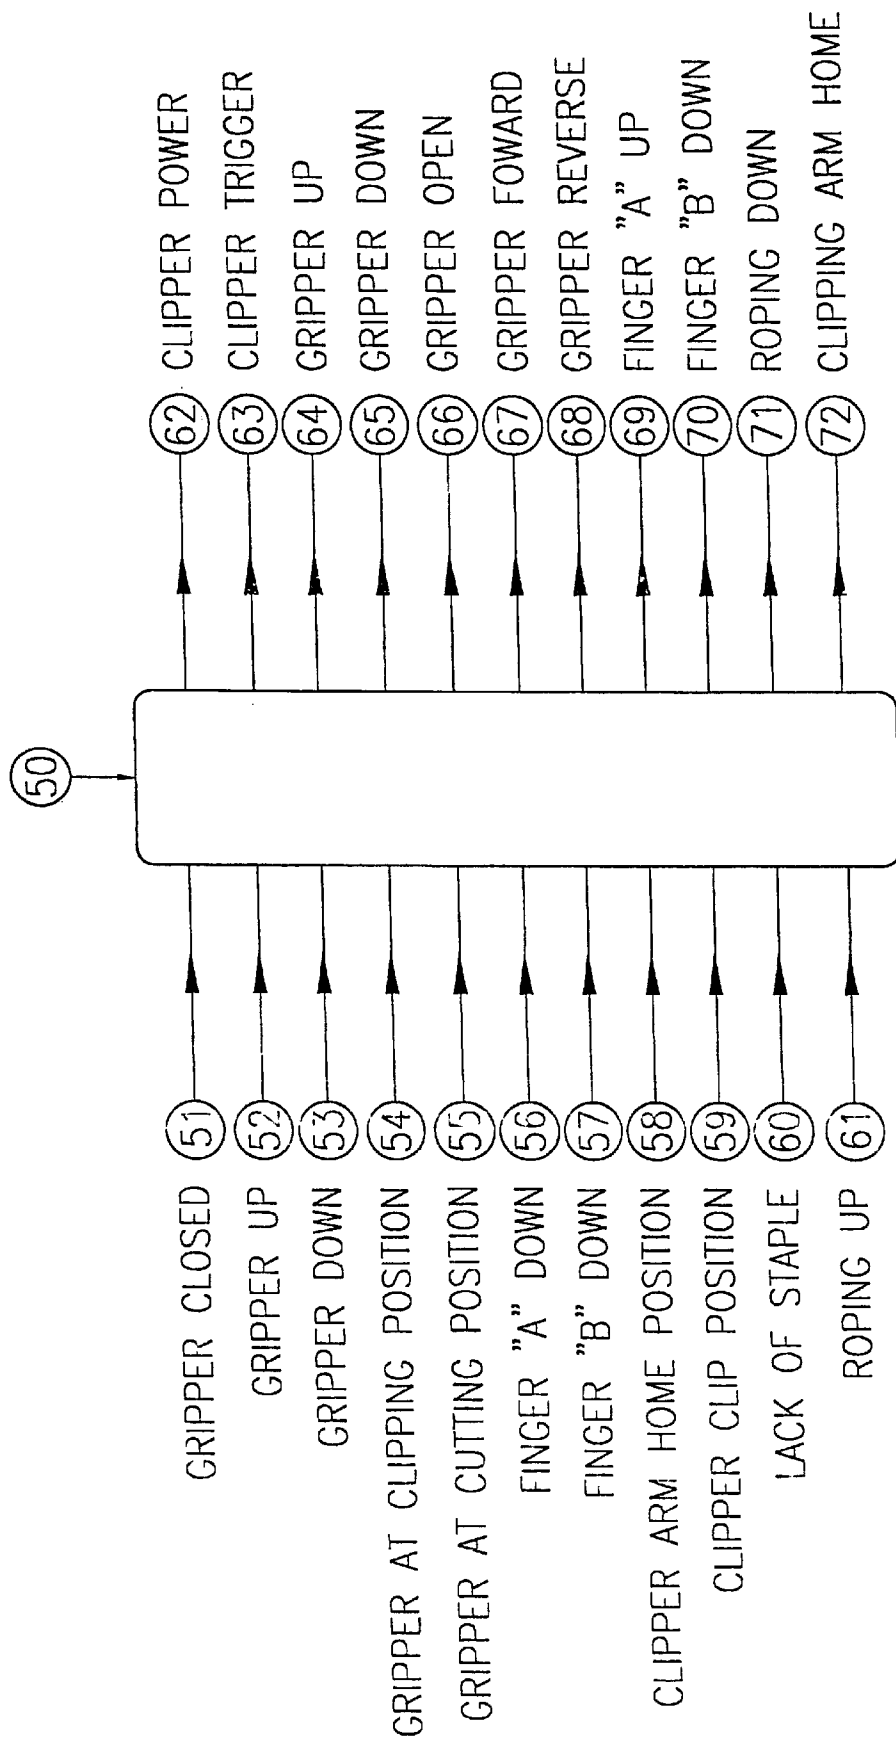 50
GRIPPER CLOSED 51
GRIPPER UP 52
GRIPPER DOWN 53
GRIPPER AT CLIPPING POSITION 54
GRIPPER AT CUTTING POSITION 55
FINGER "A" DOWN 56
FINGER "B" DOWN 57
CLIPPER ARM HOME POSITION 58
CLIPPER CLIP POSITION 59
LACK OF STAPLE 60
ROPING UP 61
62 CLIPPER POWER
63 CLIPPER TRIGGER
64 GRIPPER UP
65 GRIPPER DOWN
66 GRIPPER OPEN
67 GRIPPER FOWARD
68 GRIPPER REVERSE
69 FINGER "A" UP
70 FINGER "B" DOWN
71 ROPING DOWN
72 CLIPPING ARM HOME